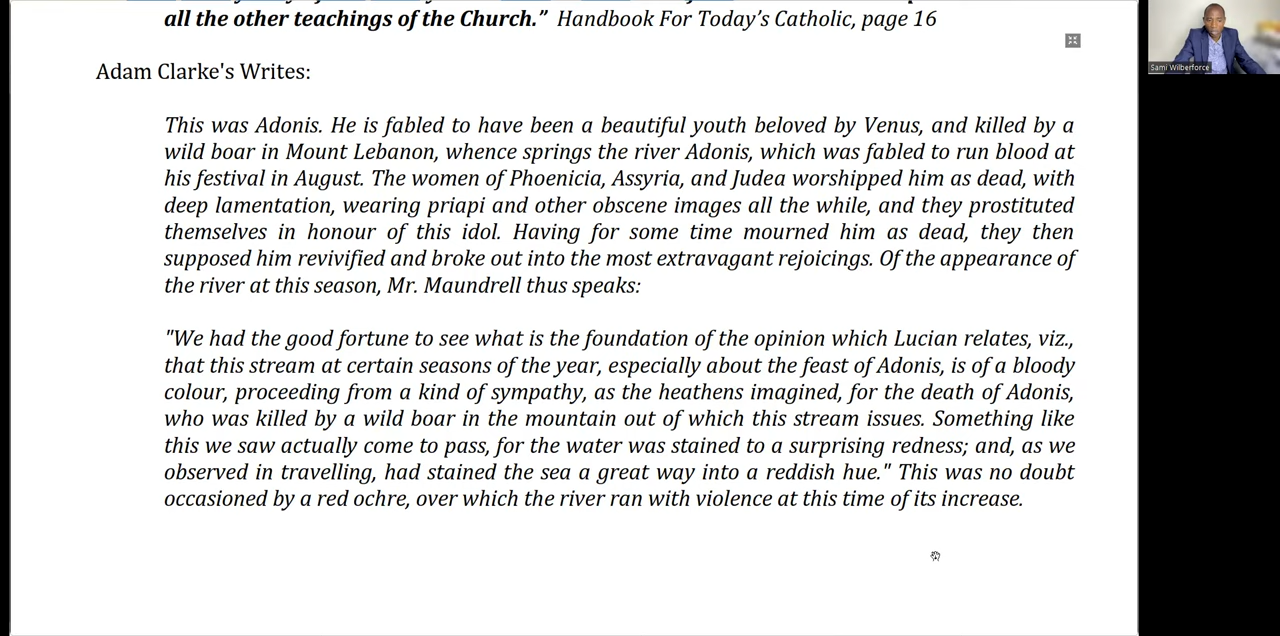 all the other teachings of the Church.” Handbook For Today’s Catholic, page 16
Adam Clarke's Writes:
This was Adonis. He is fabled to have been a beautiful youth beloved by Venus, and killed by a
wild boar in Mount Lebanon, whence springs the river Adonis, which was fabled to run blood at
his festival in August. The women of Phoenicia, Assyria, and Judea worshipped him as dead, with
deep lamentation, wearing priapi and other obscene images all the while, and they prostituted
themselves in honour of this idol. Having for some time mourned him as dead, they then
supposed him revivified and broke out into the most extravagant rejoicings. Of the appearance of
the river at this season, Mr. Maundrell thus speaks:
"We had the good fortune to see what is the foundation of the opinion which Lucian relates, viz.,
that this stream at certain seasons of the year, especially about the feast of Adonis, is of a bloody
colour, proceeding from a kind of sympathy, as the heathens imagined, for the death of Adonis,
who was killed by a wild boar in the mountain out of which this stream issues. Something like
this we saw actually come to pass, for the water was stained to a surprising redness; and, as we
observed in travelling, had stained the sea a great way into a reddish hue." This was no doubt
occasioned by a red ochre, over which the river ran with violence at this time of its increase.
Sami Wilberforce